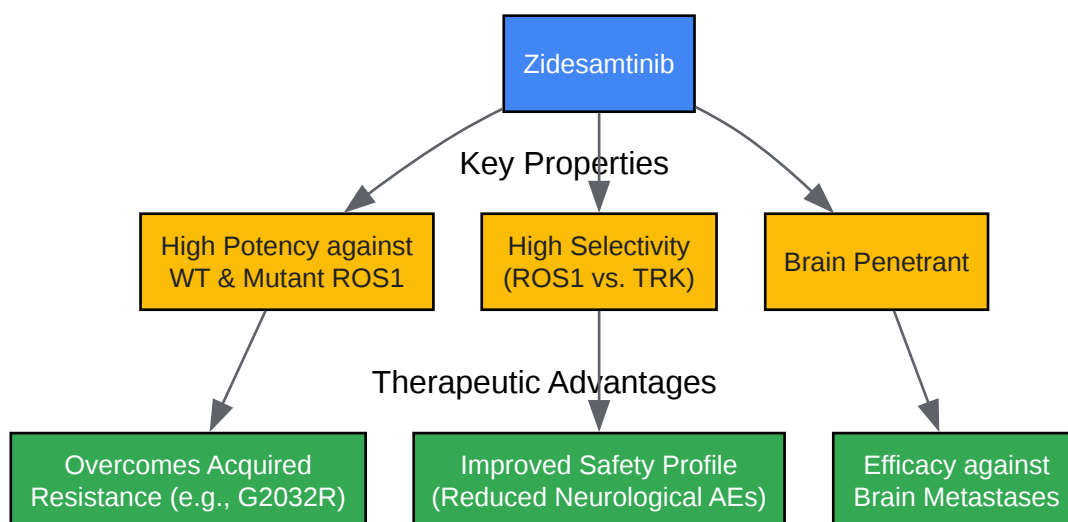 Zidesamtinib
Key Properties
High Potency against
WT & Mutant ROS1
High Selectivity
(ROS1 vs. TRK)
Brain Penetrant
Therapeutic Advantages
Overcomes Acquired
Resistance (e.g., G2032R)
Improved Safety Profile
(Reduced Neurological AEs)
Efficacy against
Brain Metastases